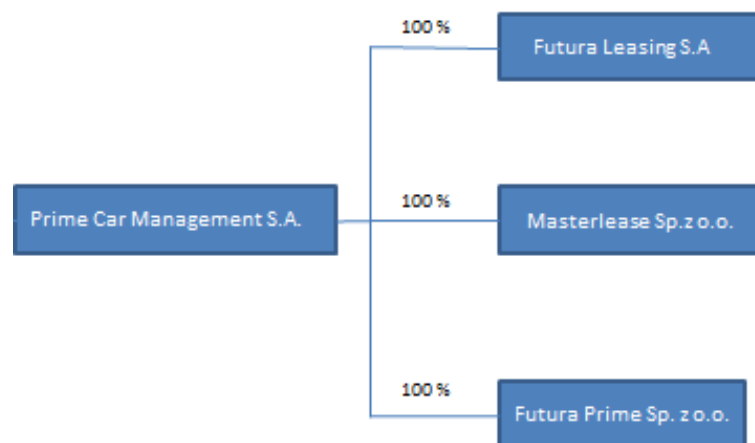 100 %
Futura Leasing S.A
Prime Car Management S.A.
100 %
Masterlease Sp.z o.o.
100 %
Futura Prime Sp. z o.o.